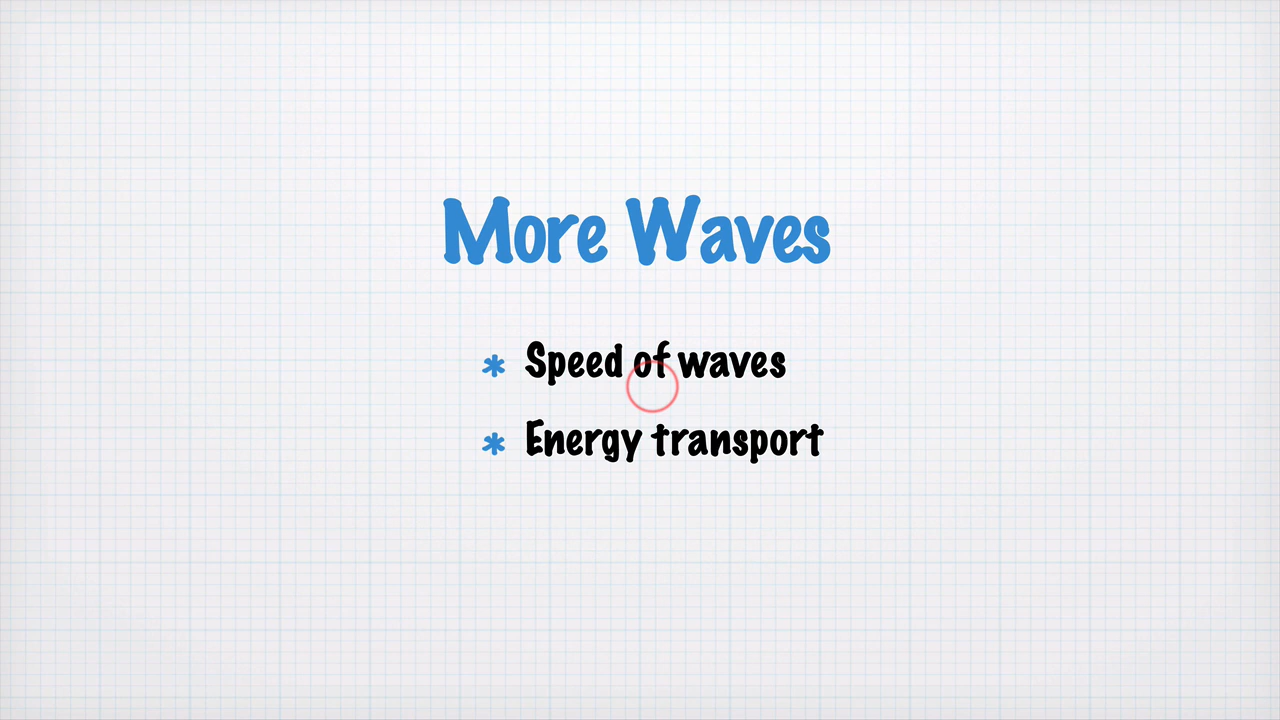 More Waves
* Speed of waves
* Energy transport